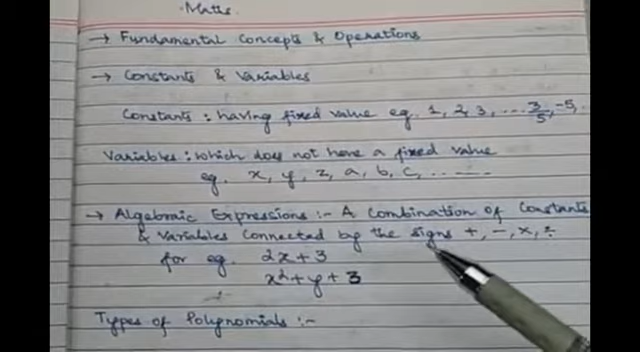 Maths
→ Fundamental Concepts & Operations
→ Constants & Variables
Constants : having fixed value eg. 1, 2, 3, ... 3/5, -5,
Variables : which does not have a fixed value
eg. x, y, z, a, b, c, ......
→ Algebraic Expressions :- A Combination of Constants
& Variables Connected by the signs +, -, ×, ÷
for eg. 2x + 3
x² + y + 3
Types of Polynomials :-